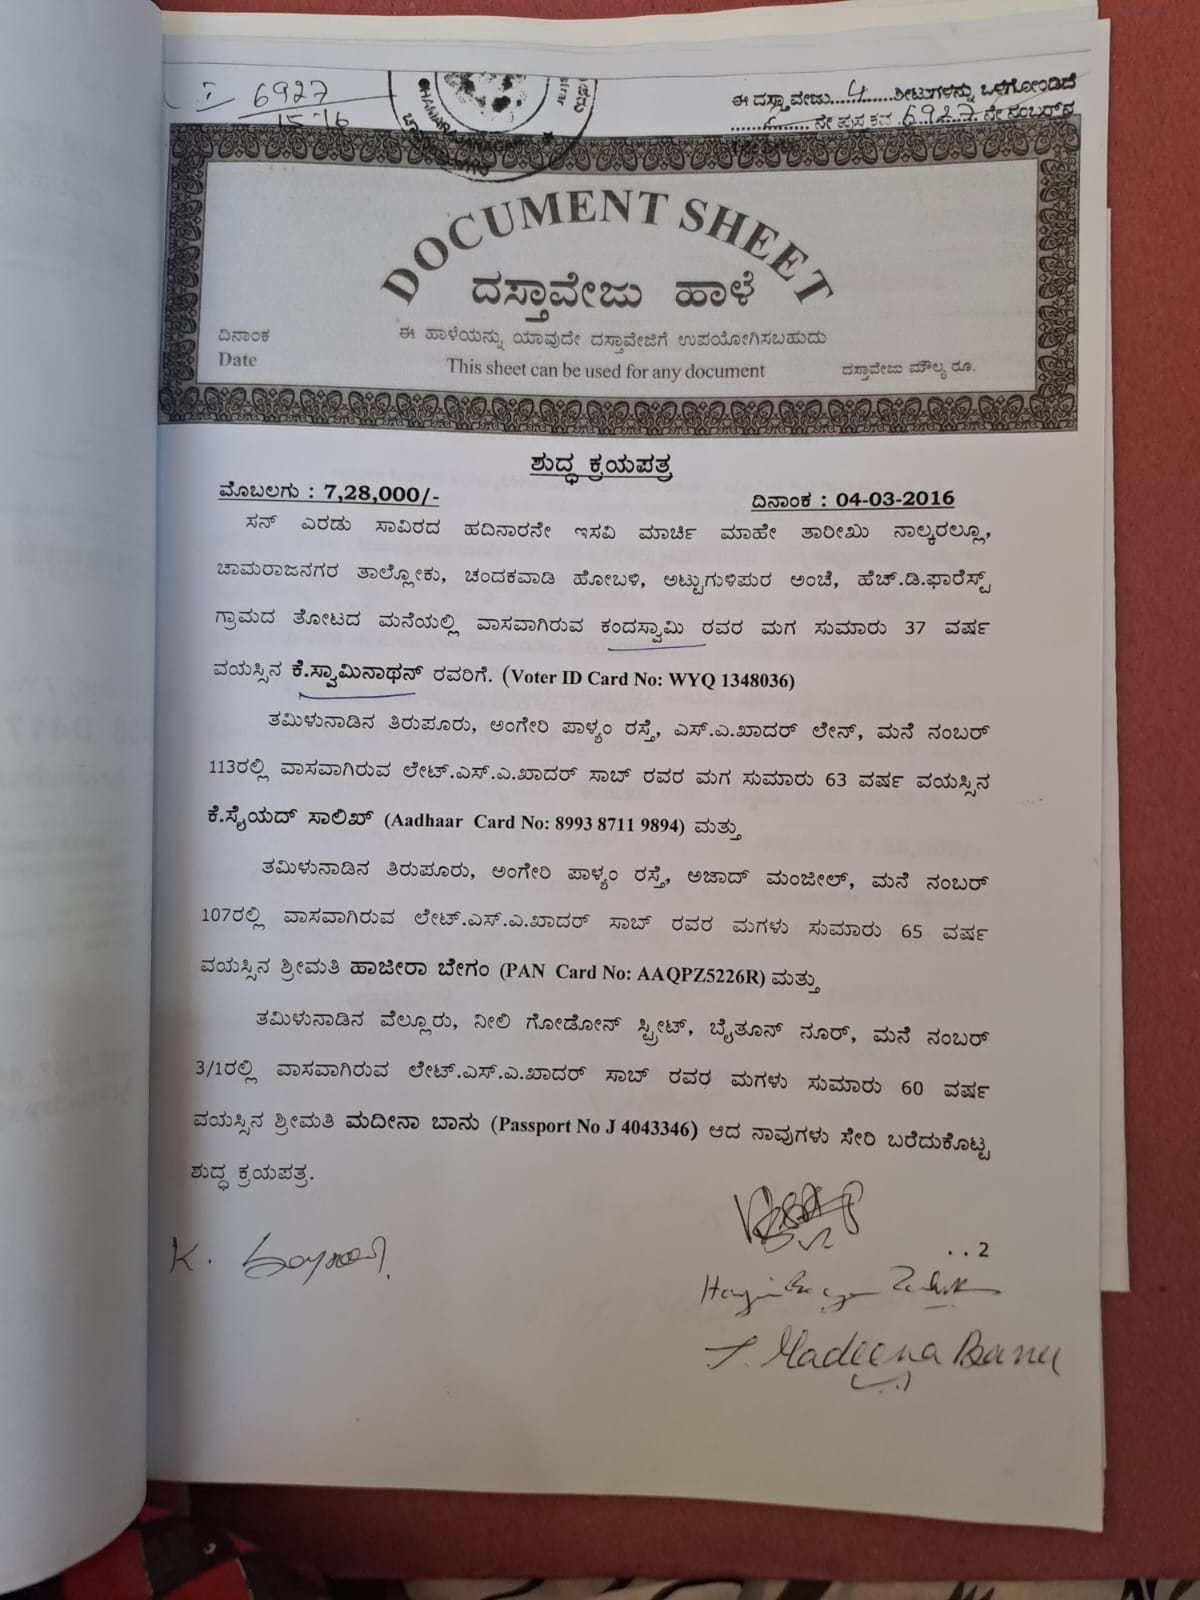 I 6927
15-16
CHAMARAJANAGAR
ಈ ದಸ್ತಾವೇಜು....4......ಶೀಟುಗಳನ್ನು ಒಳಗೊಂಡಿದೆ
ನೇ ಪುಸ್ತಕದ 6927 ನೇ ನಂಬರ್‌ನ
DOCUMENT SHEET
ದಸ್ತಾವೇಜು ಹಾಳೆ
ಈ ಹಾಳೆಯನ್ನು ಯಾವುದೇ ದಸ್ತಾವೇಜಿಗೆ ಉಪಯೋಗಿಸಬಹುದು
ದಿನಾಂಕ
Date
This sheet can be used for any document
ದಸ್ತಾವೇಜು ಮೌಲ್ಯ ರೂ.
ಶುದ್ಧ ಕ್ರಯಪತ್ರ
ಮೊಬಲಗು : 7,28,000/- ದಿನಾಂಕ : 04-03-2016
ಸನ್ ಎರಡು ಸಾವಿರದ ಹದಿನಾರನೇ ಇಸವಿ ಮಾರ್ಚಿ ಮಾಹೇ ತಾರೀಖು ನಾಲ್ಕರಲ್ಲೂ,
ಚಾಮರಾಜನಗರ ತಾಲ್ಲೋಕು, ಚಂದಕವಾಡಿ ಹೋಬಳಿ, ಅಟ್ಟುಗುಳಿಪುರ ಅಂಚೆ, ಹೆಚ್.ಡಿ.ಫಾರೆಸ್ಟ್
ಗ್ರಾಮದ ತೋಟದ ಮನೆಯಲ್ಲಿ ವಾಸವಾಗಿರುವ ಕಂದಸ್ವಾಮಿ ರವರ ಮಗ ಸುಮಾರು 37 ವರ್ಷ
ವಯಸ್ಸಿನ ಕೆ.ಸ್ವಾಮಿನಾಥನ್ ರವರಿಗೆ. (Voter ID Card No: WYQ 1348036)
ತಮಿಳುನಾಡಿನ ತಿರುಪೂರು, ಅಂಗೇರಿ ಪಾಳ್ಯಂ ರಸ್ತೆ, ಎಸ್.ಎ.ಖಾದರ್ ಲೇನ್, ಮನೆ ನಂಬರ್
113ರಲ್ಲಿ ವಾಸವಾಗಿರುವ ಲೇಟ್.ಎಸ್.ಎ.ಖಾದರ್ ಸಾಬ್ ರವರ ಮಗ ಸುಮಾರು 63 ವರ್ಷ ವಯಸ್ಸಿನ
ಕೆ.ಸೈಯದ್ ಸಾಲಿಖ್ (Aadhaar Card No: 8993 8711 9894) ಮತ್ತು
ತಮಿಳುನಾಡಿನ ತಿರುಪೂರು, ಅಂಗೇರಿ ಪಾಳ್ಯಂ ರಸ್ತೆ, ಅಜಾದ್ ಮಂಜೀಲ್, ಮನೆ ನಂಬರ್
107ರಲ್ಲಿ ವಾಸವಾಗಿರುವ ಲೇಟ್.ಎಸ್.ಎ.ಖಾದರ್ ಸಾಬ್ ರವರ ಮಗಳು ಸುಮಾರು 65 ವರ್ಷ
ವಯಸ್ಸಿನ ಶ್ರೀಮತಿ ಹಾಜೀರಾ ಬೇಗಂ (PAN Card No: AAQPZ5226R) ಮತ್ತು
ತಮಿಳುನಾಡಿನ ವೆಲ್ಲೂರು, ನೀಲಿ ಗೋಡೋನ್ ಸ್ಟ್ರೀಟ್, ಬೈತೂನ್ ನೂರ್, ಮನೆ ನಂಬರ್
3/1ರಲ್ಲಿ ವಾಸವಾಗಿರುವ ಲೇಟ್.ಎಸ್.ಎ.ಖಾದರ್ ಸಾಬ್ ರವರ ಮಗಳು ಸುಮಾರು 60 ವರ್ಷ
ವಯಸ್ಸಿನ ಶ್ರೀಮತಿ ಮದೀನಾ ಬಾನು (Passport No J 4043346) ಆದ ನಾವುಗಳು ಸೇರಿ ಬರೆದುಕೊಟ್ಟ
ಶುದ್ಧ ಕ್ರಯಪತ್ರ.
..2
K.
Madeena Banu